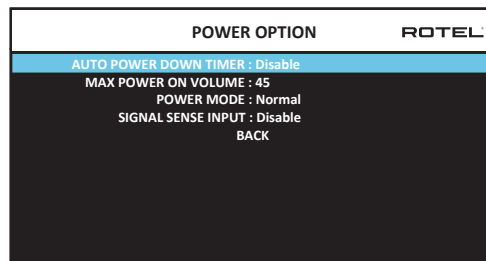 POWER OPTION ROTEL
AUTO POWER DOWN TIMER : Disable
MAX POWER ON VOLUME : 45
POWER MODE : Normal
SIGNAL SENSE INPUT : Disable
BACK